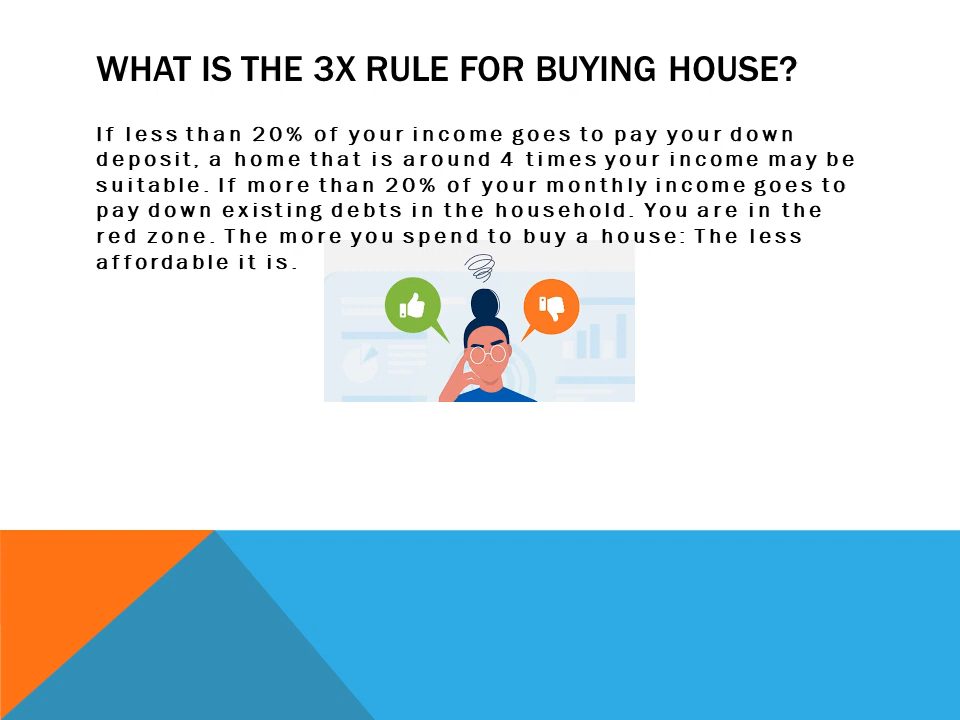 WHAT IS THE 3X RULE FOR BUYING HOUSE?
If less than 20% of your income goes to pay your down
deposit, a home that is around 4 times your income may be
suitable. If more than 20% of your monthly income goes to
pay down existing debts in the household. You are in the
red zone. The more you spend to buy a house: The less
affordable it is.